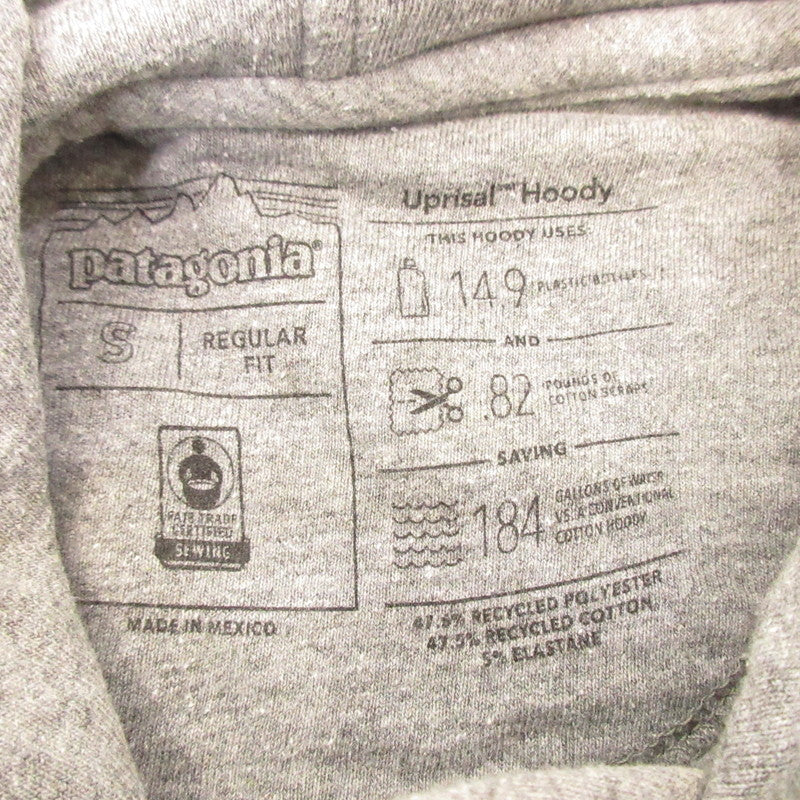 patagonia®
S
REGULAR
FIT
FAIR TRADE
CERTIFIED
SEWING
MADE IN MEXICO
Uprisal™ Hoody
THIS HOODY USES:
14.9 PLASTIC BOTTLES
AND
.82 POUNDS OF
COTTON SCRAPS
SAVING
184 GALLONS OF WATER
VS. A CONVENTIONAL
COTTON HOODY
47.5% RECYCLED POLYESTER
47.5% RECYCLED COTTON
5% ELASTANE